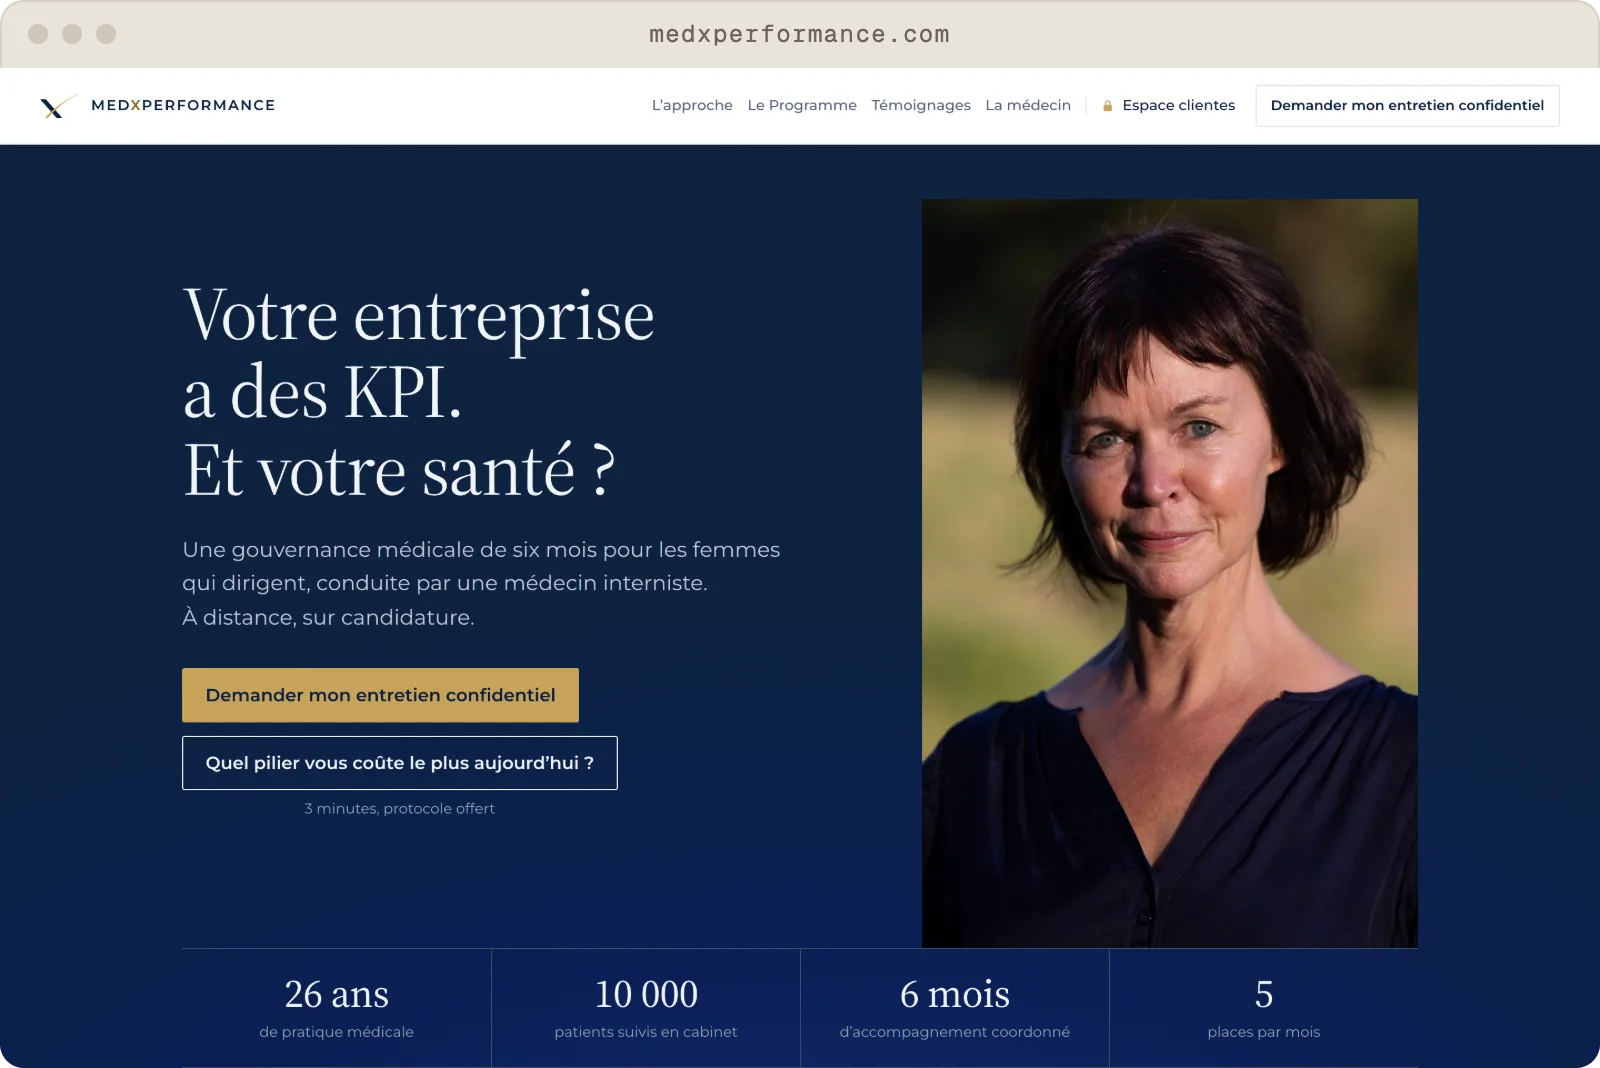 medxperformance.com
MEDXPERFORMANCE
L’approche Le Programme Témoignages La médecin Espace clientes Demander mon entretien confidentiel
Votre entreprise
a des KPI.
Et votre santé ?
Une gouvernance médicale de six mois pour les femmes
qui dirigent, conduite par une médecin interniste.
À distance, sur candidature.
Demander mon entretien confidentiel
Quel pilier vous coûte le plus aujourd’hui ?
3 minutes, protocole offert
26 ans
de pratique médicale
10 000
patients suivis en cabinet
6 mois
d’accompagnement coordonné
5
places par mois